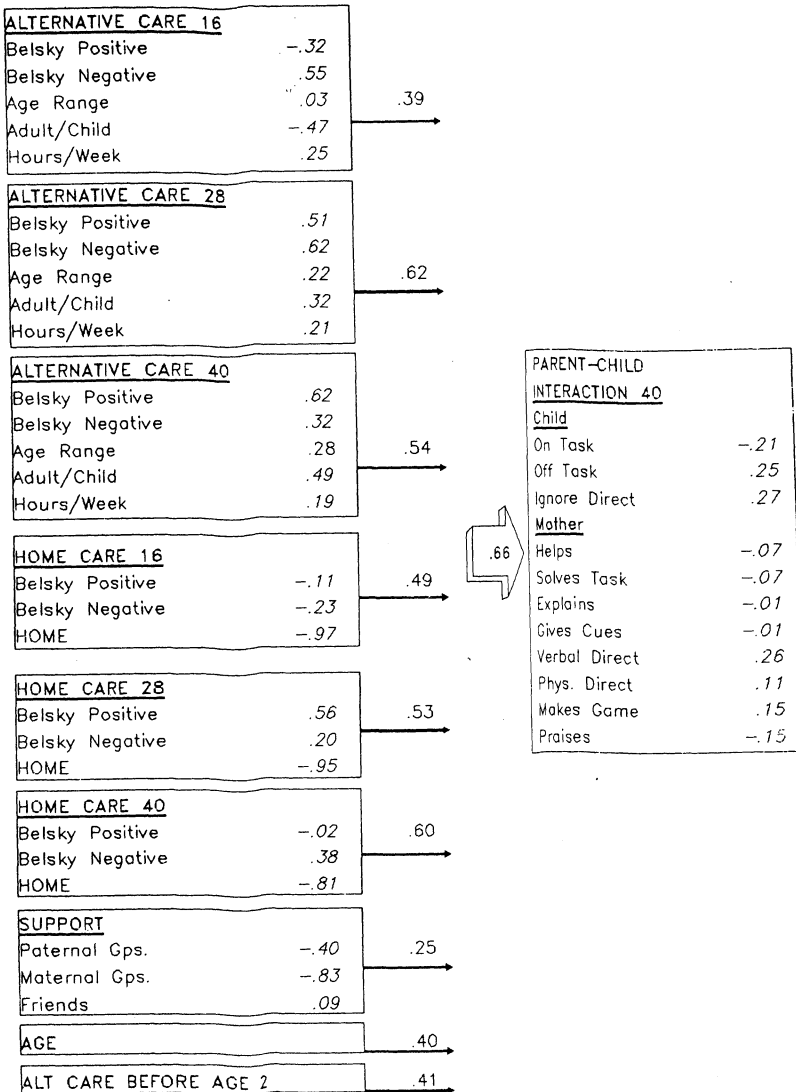 ALTERNATIVE CARE 16
Belsky Positive -.32
Belsky Negative .55
Age Range .03
Adult/Child -.47
Hours/Week .25
.39
ALTERNATIVE CARE 28
Belsky Positive .51
Belsky Negative .62
Age Range .22
Adult/Child .32
Hours/Week .21
.62
ALTERNATIVE CARE 40
Belsky Positive .62
Belsky Negative .32
Age Range .28
Adult/Child .49
Hours/Week .19
.54
HOME CARE 16
Belsky Positive -.11
Belsky Negative -.23
HOME -.97
.49
HOME CARE 28
Belsky Positive .56
Belsky Negative .20
HOME -.95
.53
HOME CARE 40
Belsky Positive -.02
Belsky Negative .38
HOME -.81
.60
SUPPORT
Paternal Gps. -.40
Maternal Gps. -.83
Friends .09
.25
AGE .40
ALT CARE BEFORE AGE 2 .41
.66
PARENT-CHILD
INTERACTION 40
Child
On Task -.21
Off Task .25
Ignore Direct .27
Mother
Helps -.07
Solves Task -.07
Explains -.01
Gives Cues -.01
Verbal Direct .26
Phys. Direct .11
Makes Game .15
Praises -.15